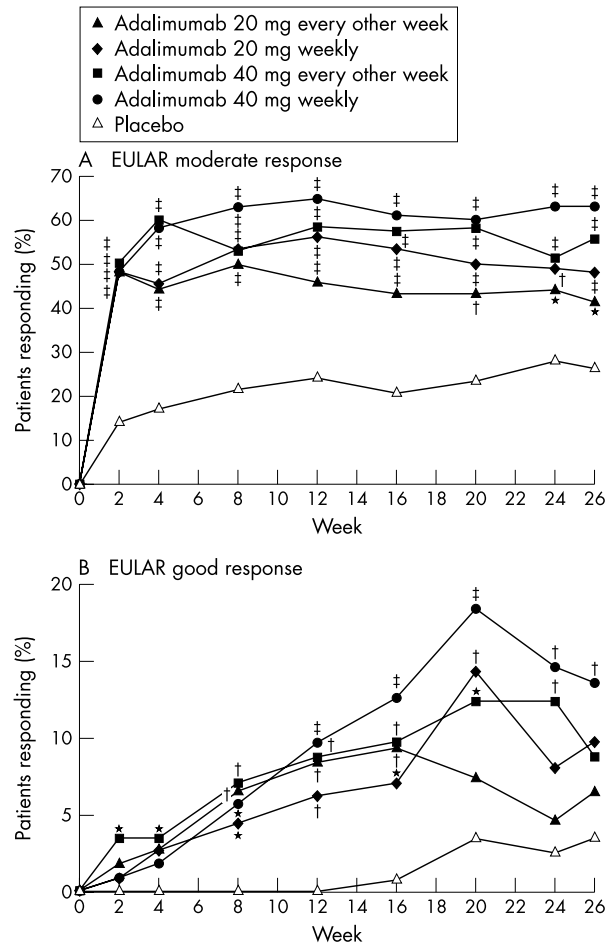 Adalimumab 20 mg every other week
Adalimumab 20 mg weekly
Adalimumab 40 mg every other week
Adalimumab 40 mg weekly
Placebo
A EULAR moderate response
Patients responding (%)
70
60
50
40
30
20
10
0
0 2 4 6 8 10 12 14 16 18 20 22 24 26
Week
B EULAR good response
Patients responding (%)
20
15
10
5
0
0 2 4 6 8 10 12 14 16 18 20 22 24 26
Week